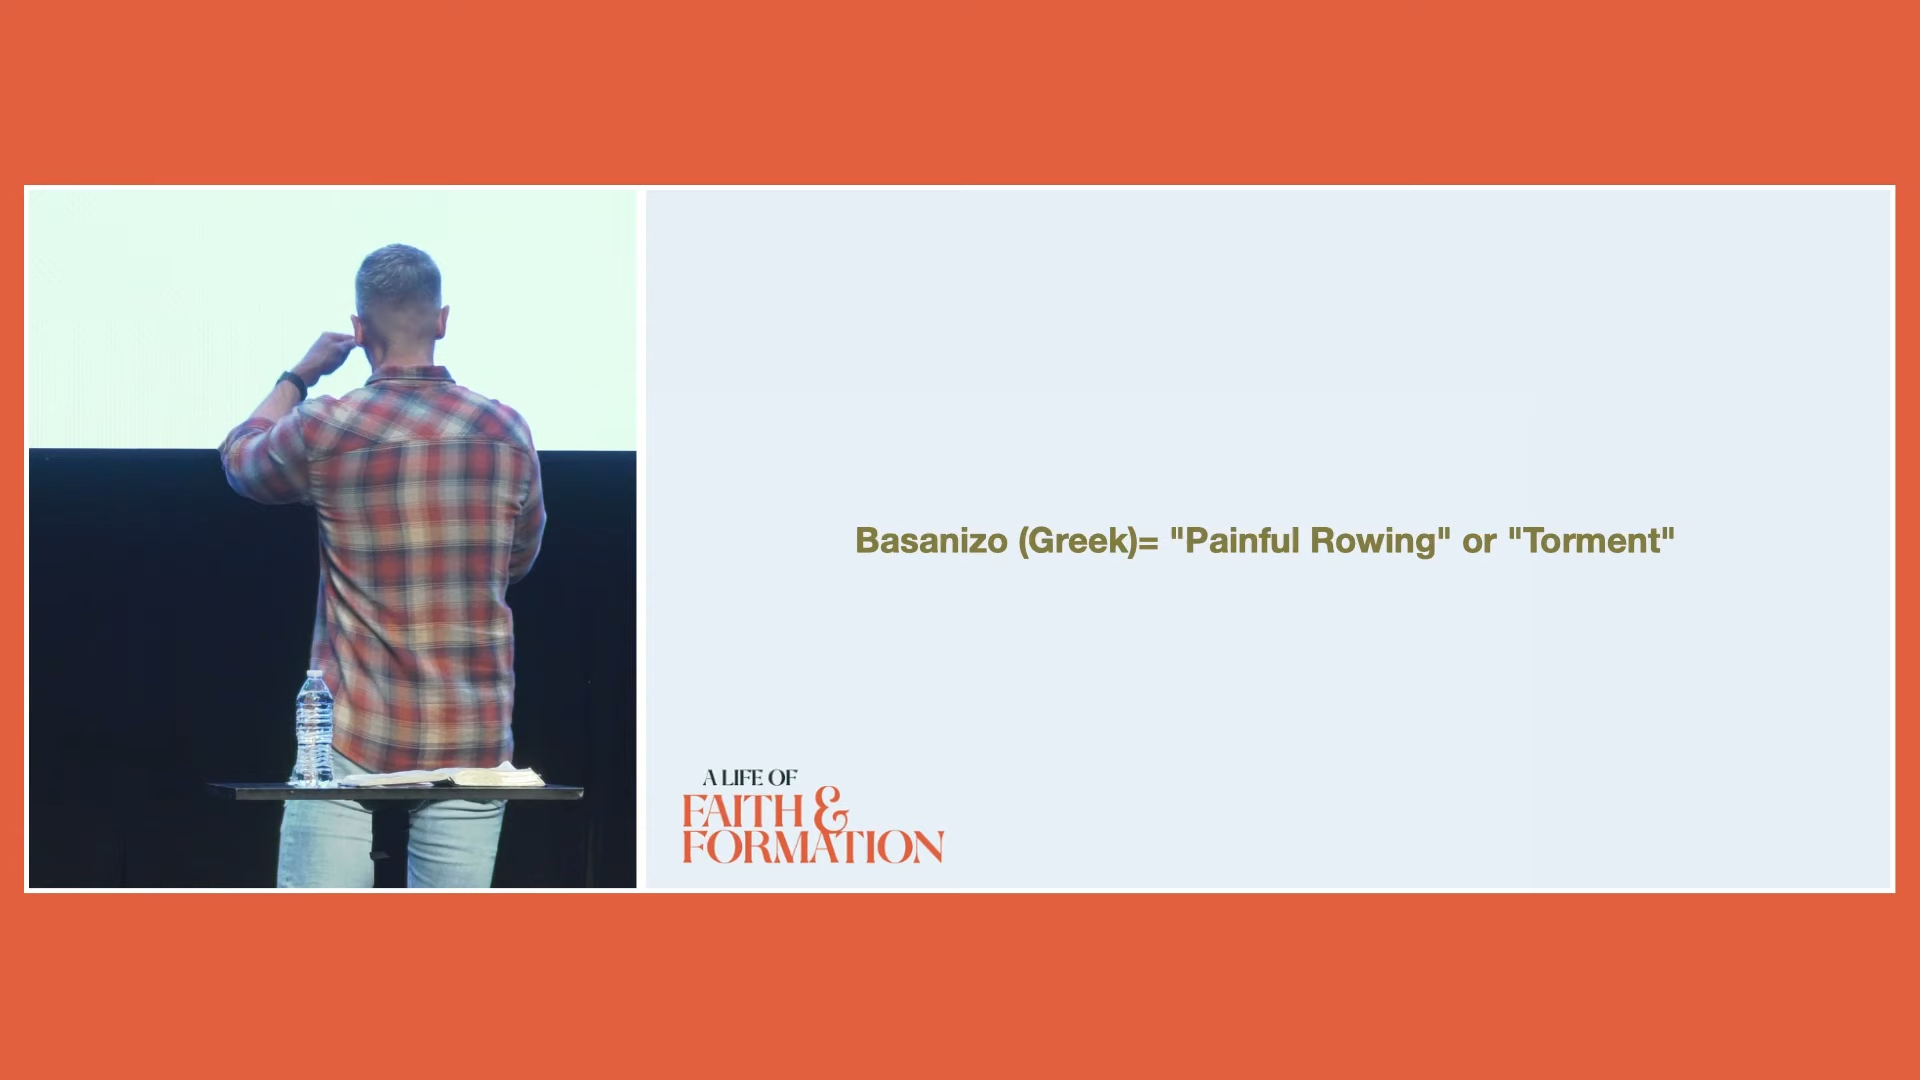 Basanizo (Greek)= "Painful Rowing" or "Torment"
A LIFE OF
FAITH &
FORMATION